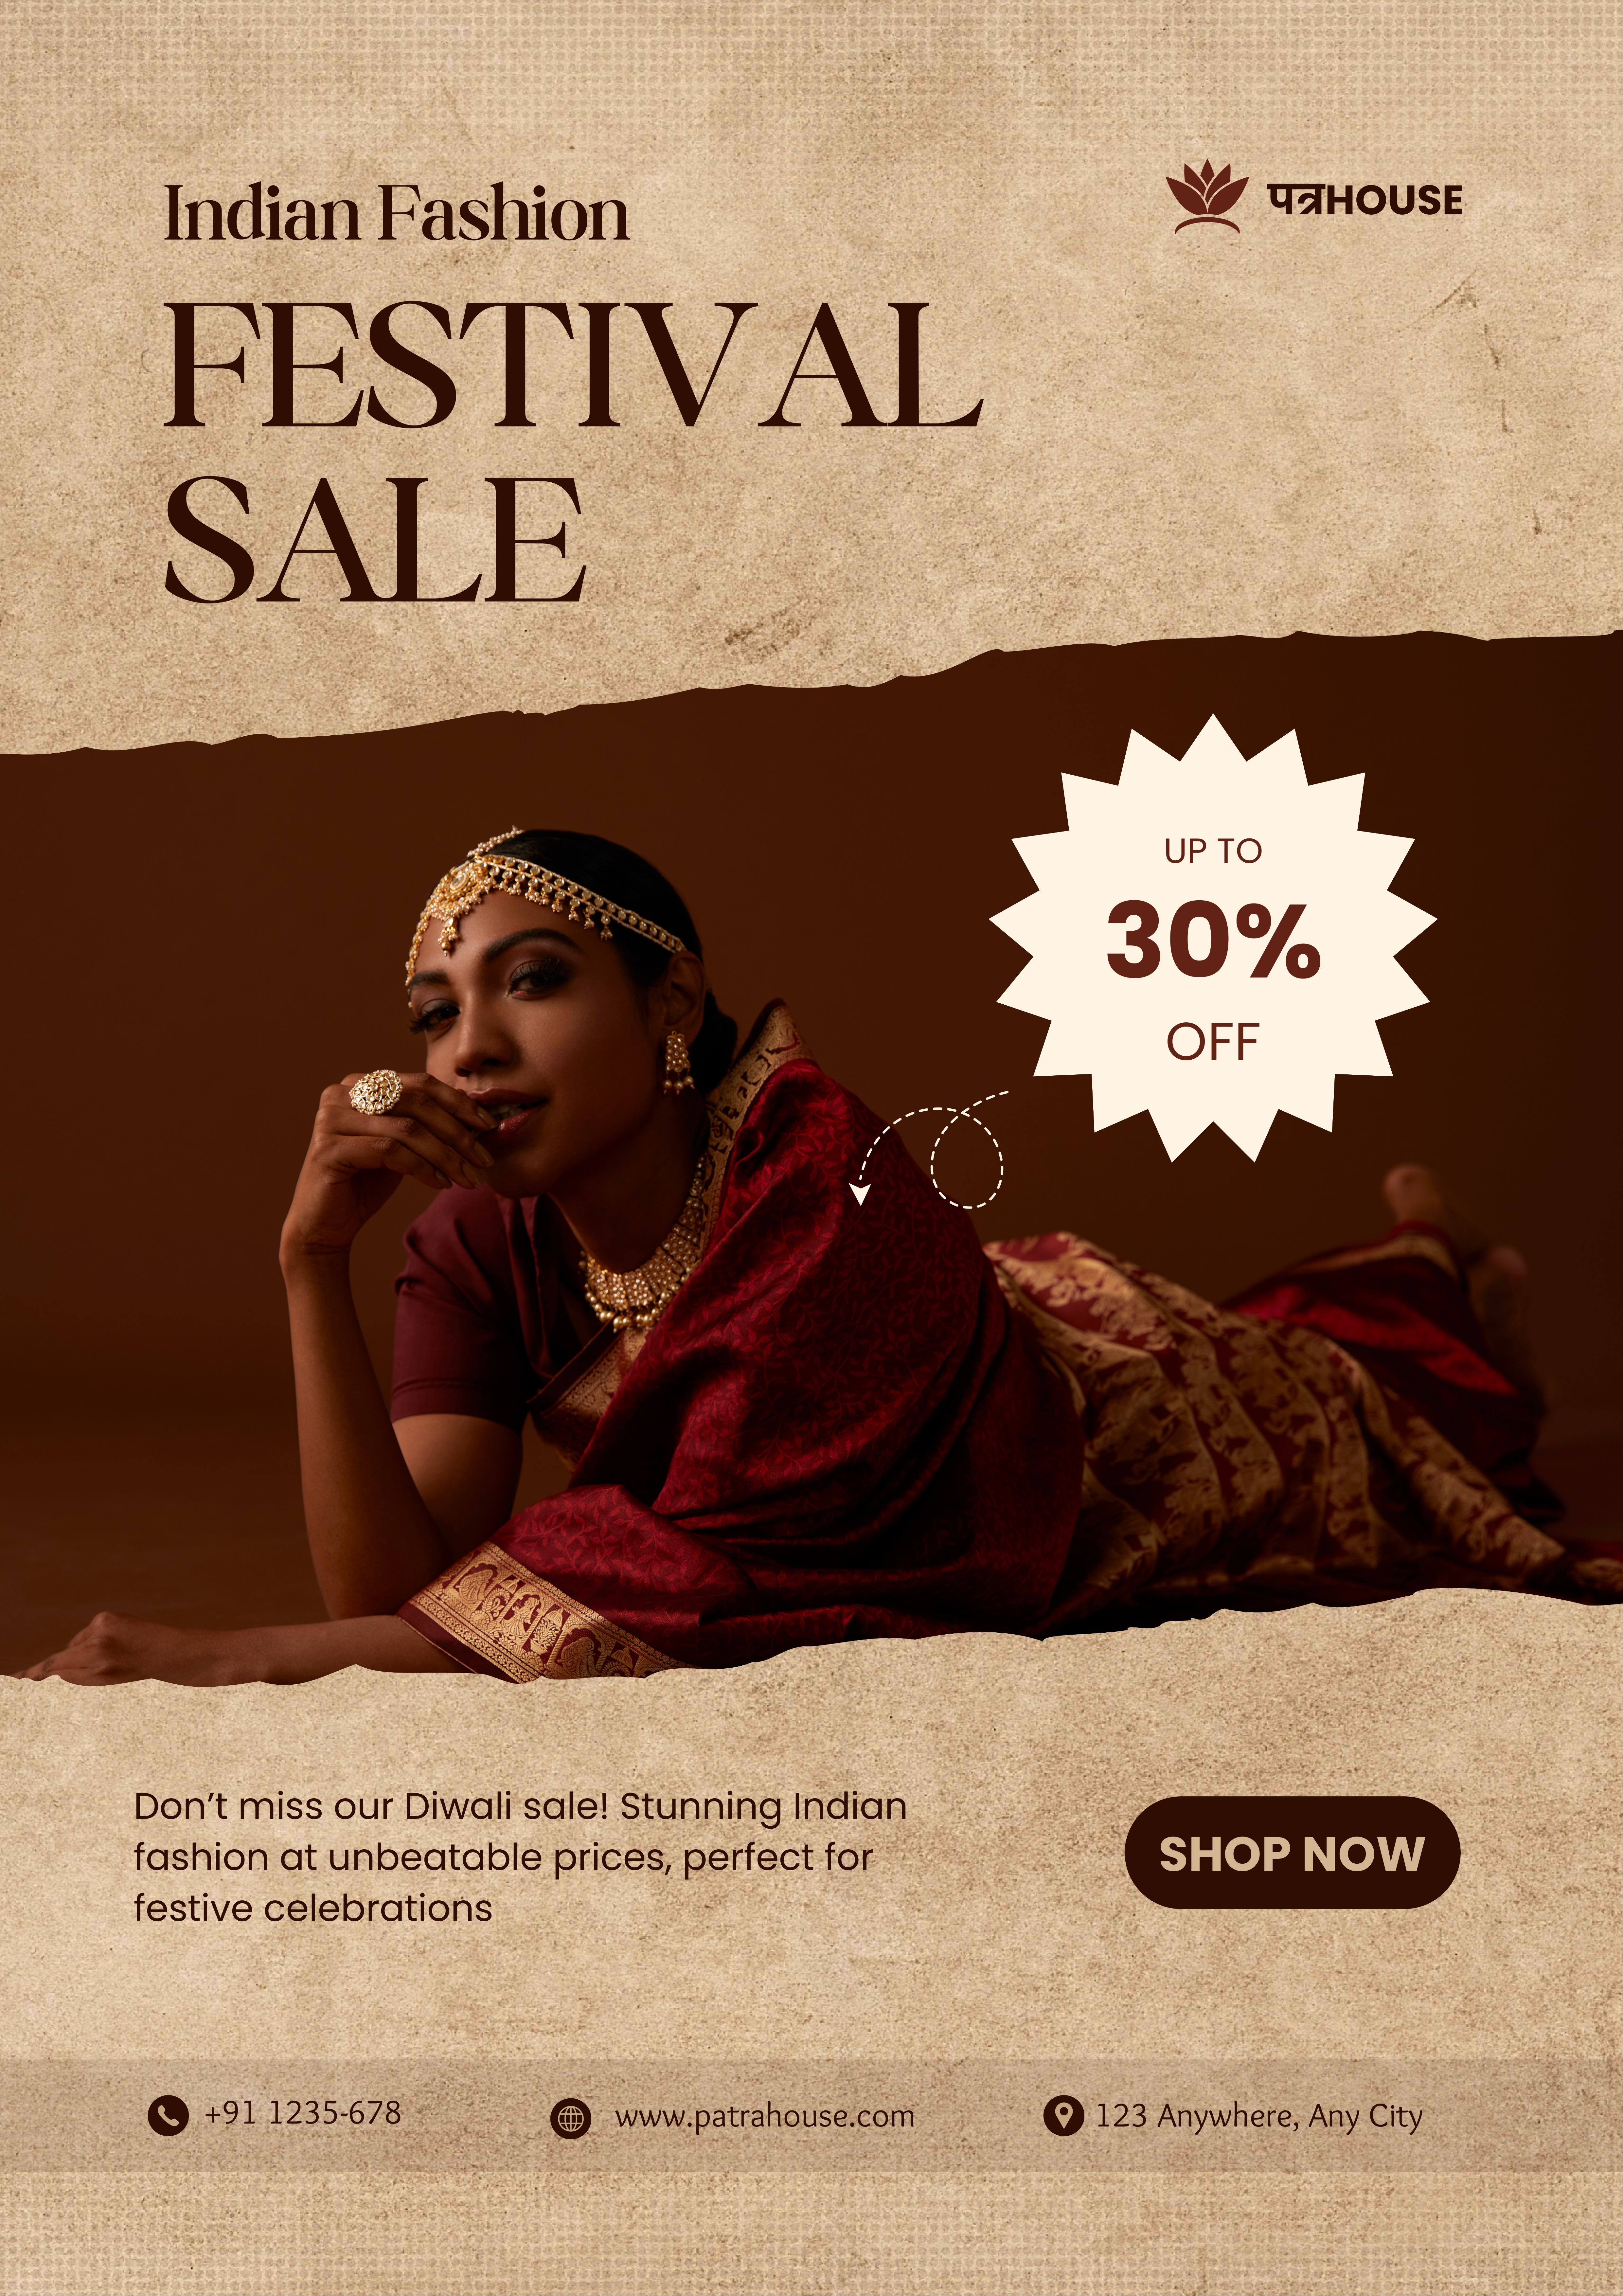 Indian Fashion
पत्रHOUSE
FESTIVAL
SALE
UP TO
30%
OFF
Don’t miss our Diwali sale! Stunning Indian
fashion at unbeatable prices, perfect for
festive celebrations
SHOP NOW
+91 1235-678
www.patrahouse.com
123 Anywhere, Any City